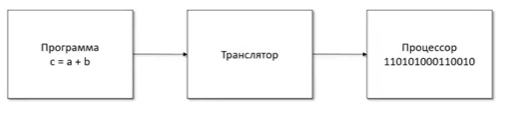 Программа
c = a + b
Транслятор
Процессор
110101000110010